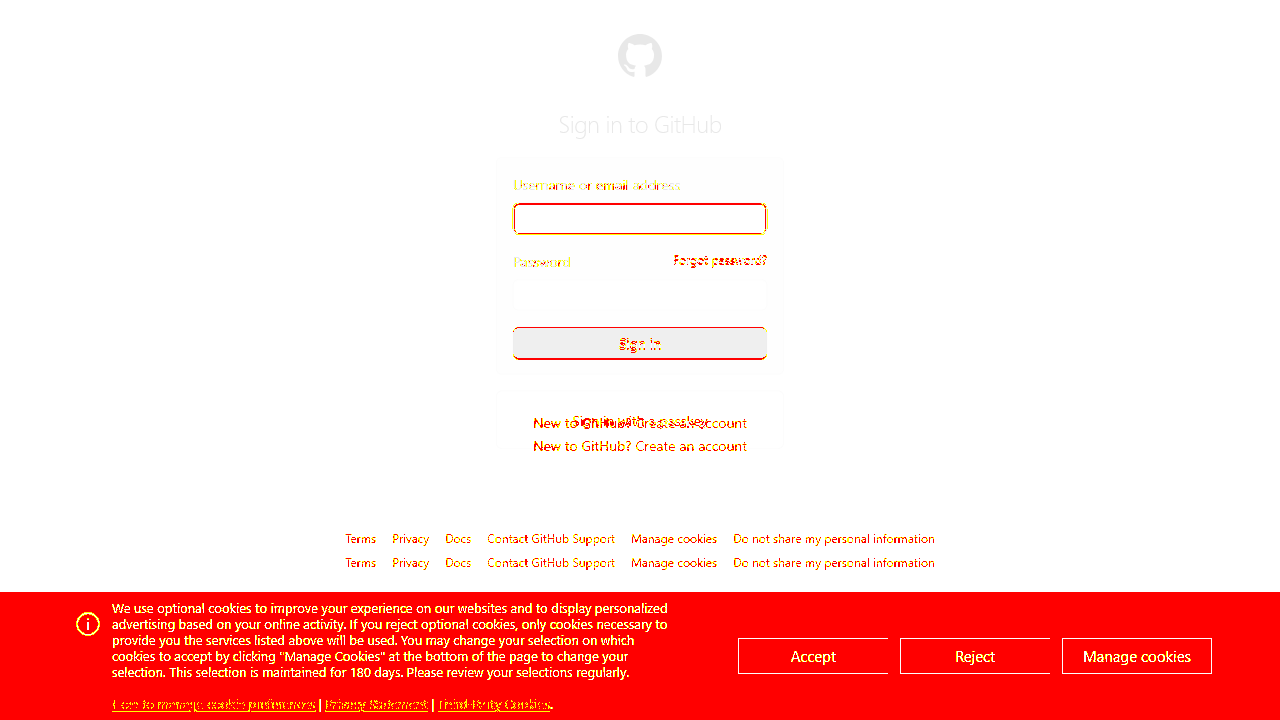 Sign in to GitHub
Username or email address
Password Forgot password?
Sign in
Sign in with a passkey
New to GitHub? Create an account
New to GitHub? Create an account
Terms Privacy Docs Contact GitHub Support Manage cookies Do not share my personal information
Terms Privacy Docs Contact GitHub Support Manage cookies Do not share my personal information
We use optional cookies to improve your experience on our websites and to display personalized
advertising based on your online activity. If you reject optional cookies, only cookies necessary to
provide you the services listed above will be used. You may change your selection on which
cookies to accept by clicking "Manage Cookies" at the bottom of the page to change your
selection. This selection is maintained for 180 days. Please review your selections regularly.
Accept Reject Manage cookies
How to manage cookie preferences | Privacy Statement | Third-Party Cookies